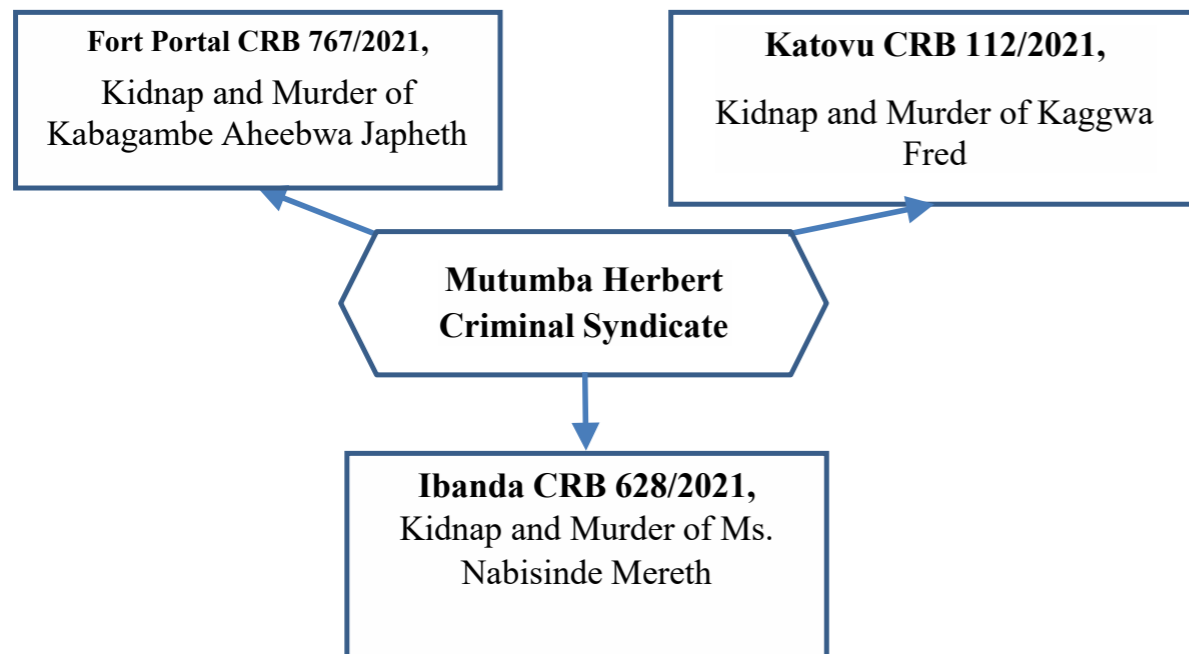 Fort Portal CRB 767/2021,
Kidnap and Murder of
Kabagambe Aheebwa Japheth
Katovu CRB 112/2021,
Kidnap and Murder of Kaggwa
Fred
Mutumba Herbert
Criminal Syndicate
Ibanda CRB 628/2021,
Kidnap and Murder of Ms.
Nabisinde Mereth